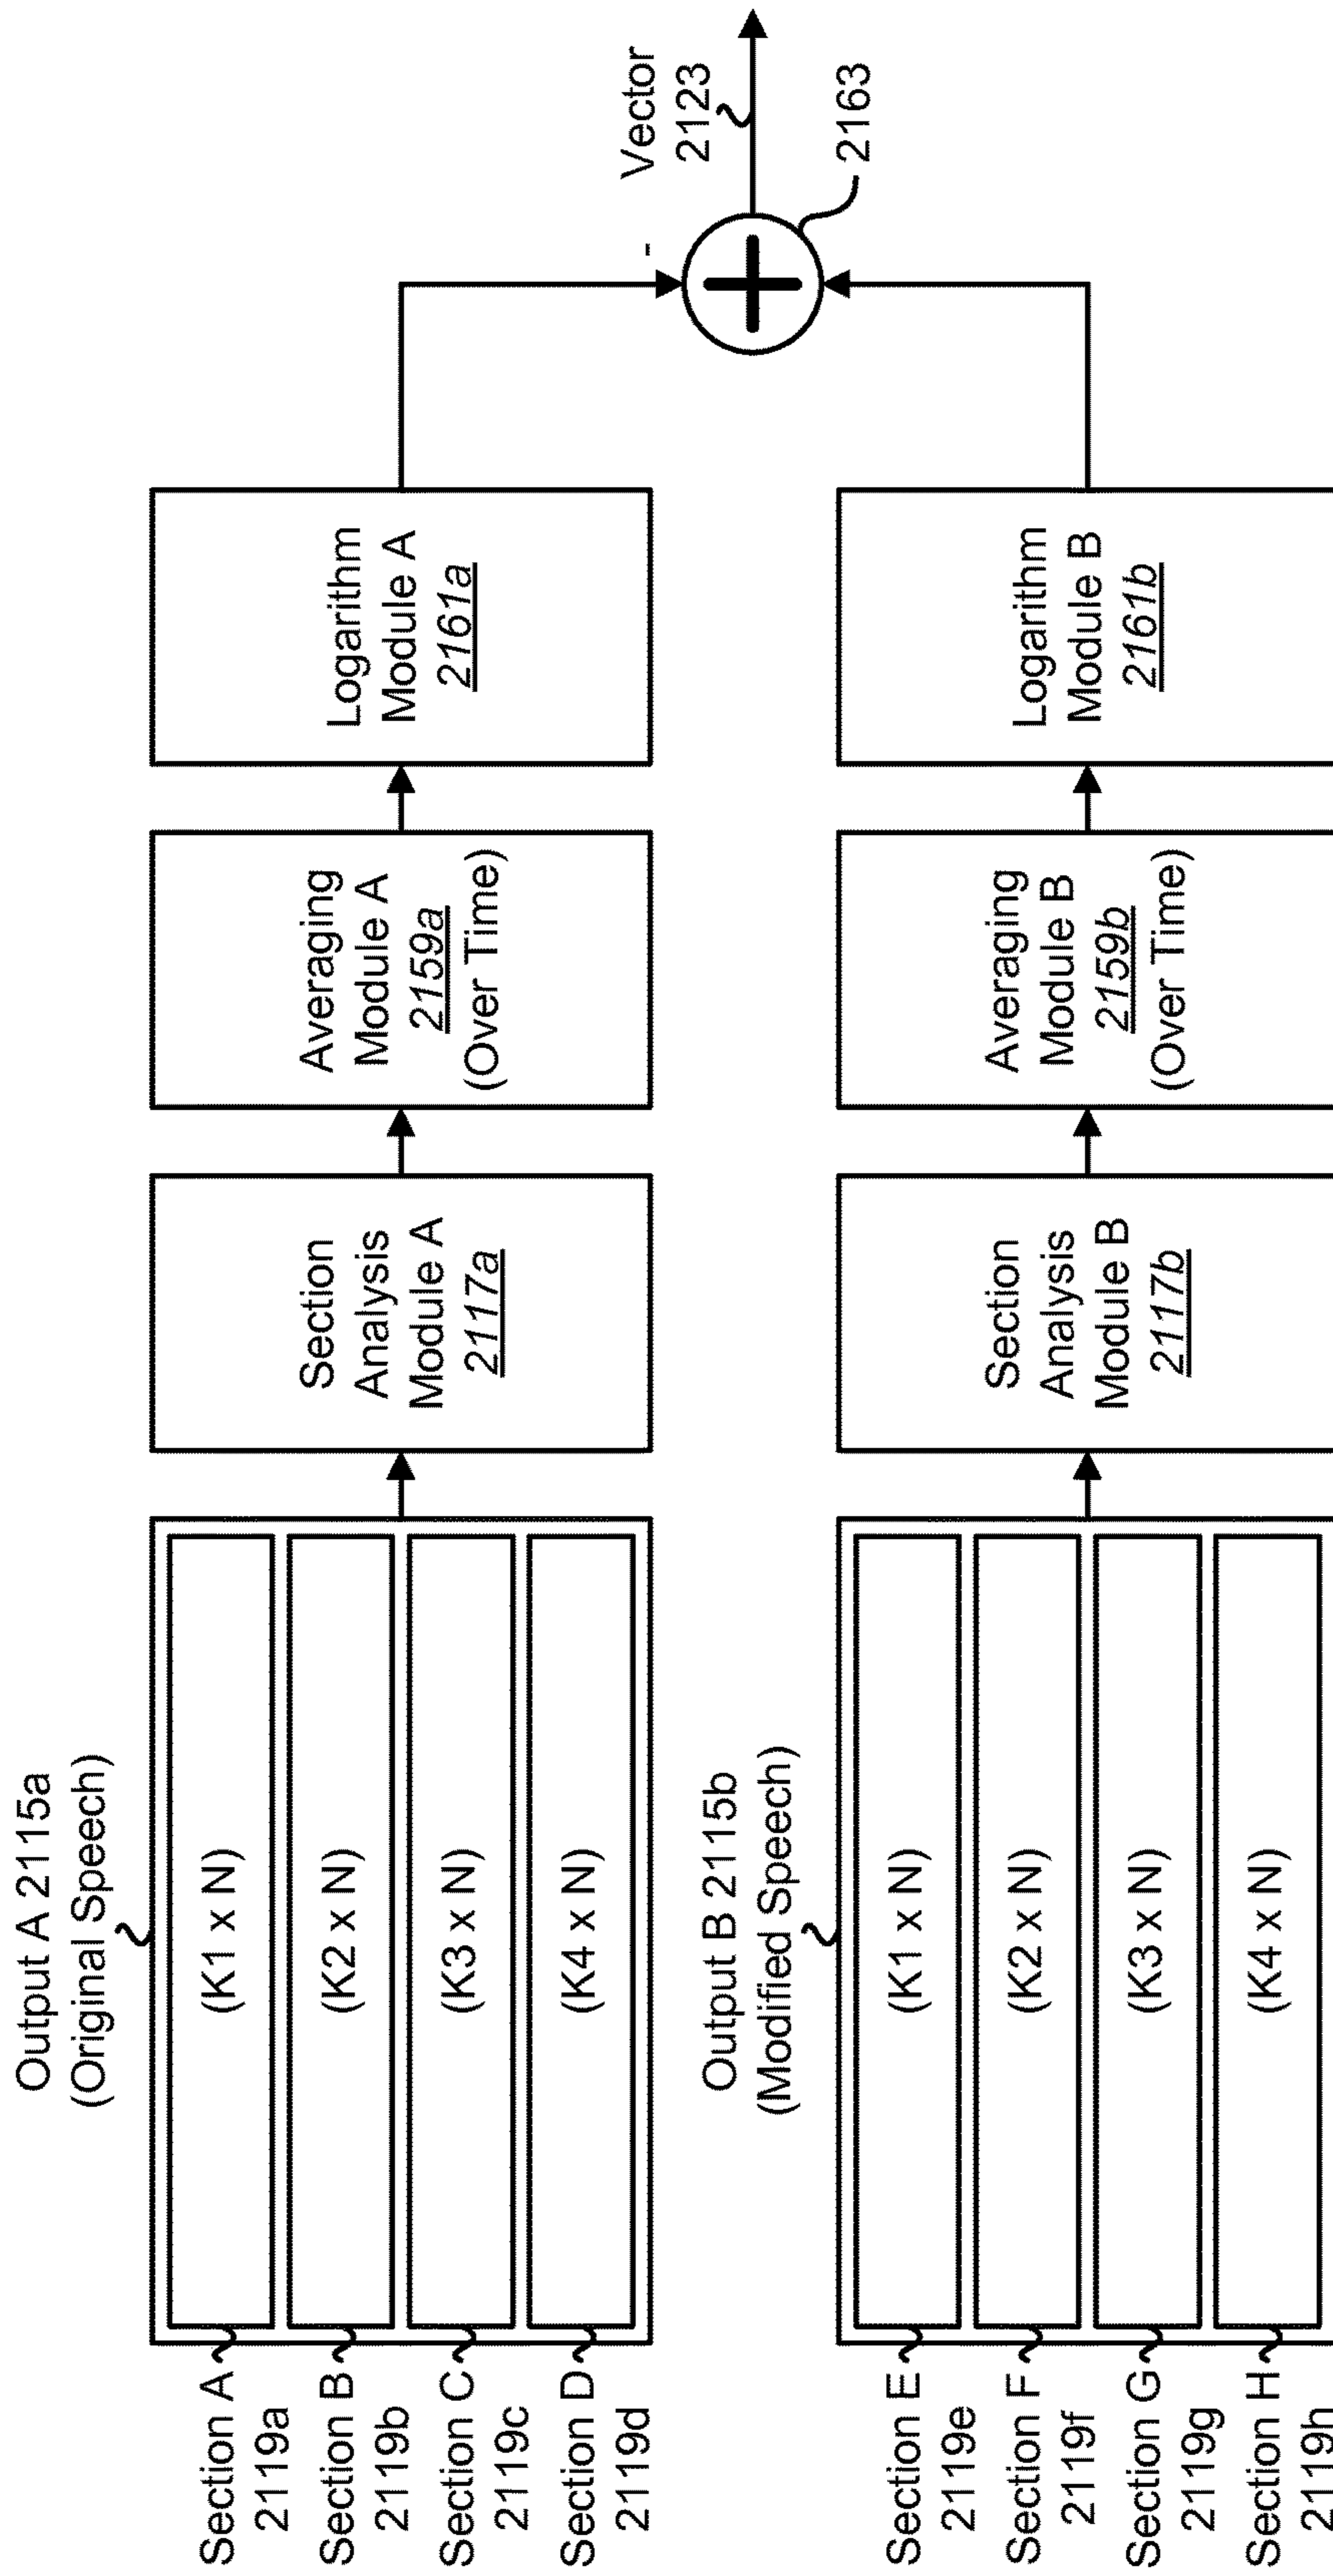 Output A 2115a
(Original Speech)
Section A
2119a
(K1 x N)
Section B
2119b
(K2 x N)
Section C
2119c
(K3 x N)
Section D
2119d
(K4 x N)
Section
Analysis
Module A
2117a
Averaging
Module A
2159a
(Over Time)
Logarithm
Module A
2161a
-
Vector
2123
2163
Output B 2115b
(Modified Speech)
Section E
2119e
(K1 x N)
Section F
2119f
(K2 x N)
Section G
2119g
(K3 x N)
Section H
2119h
(K4 x N)
Section
Analysis
Module B
2117b
Averaging
Module B
2159b
(Over Time)
Logarithm
Module B
2161b